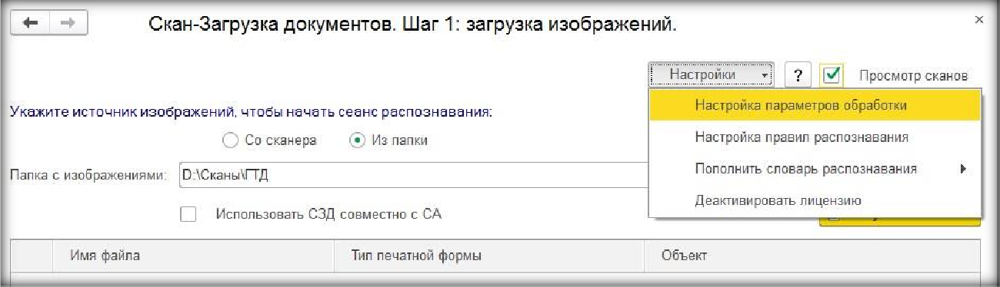 Скан-Загрузка документов. Шаг 1: загрузка изображений.
Настройки
?
Просмотр сканов
Настройка параметров обработки
Укажите источник изображений, чтобы начать сеанс распознавания:
Настройка правил распознавания
Со сканера
Из папки
Пополнить словарь распознавания
Папка с изображениями:
D:\Сканы\ГТД
Деактивировать лицензию
Использовать СЗД совместно с СА
Имя файла
Тип печатной формы
Объект